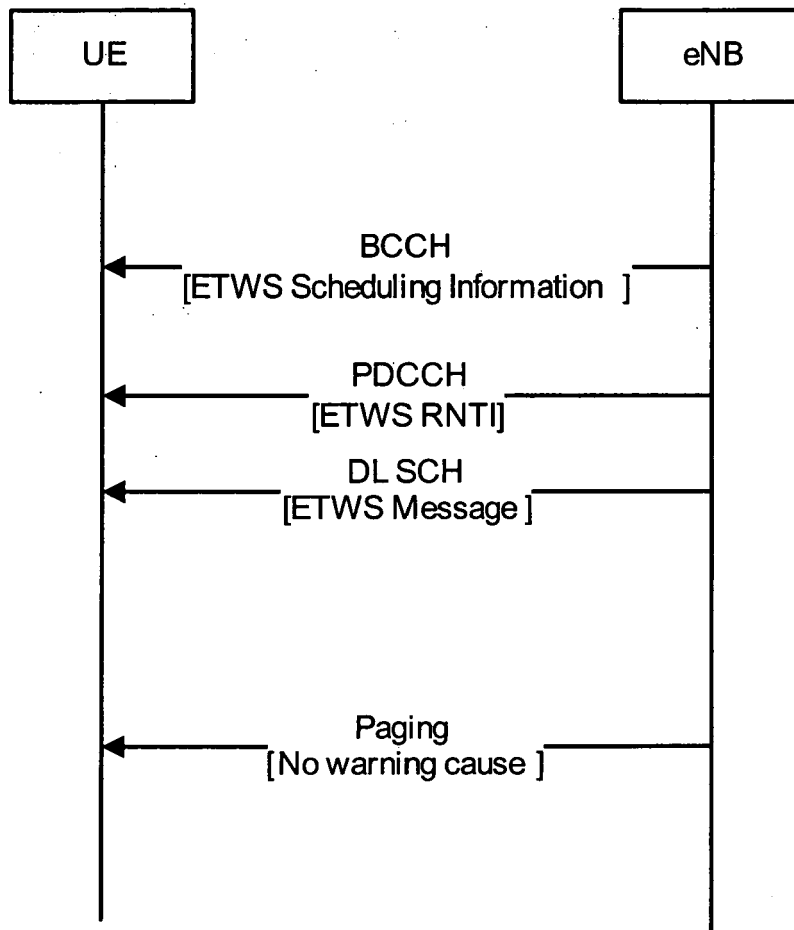 UE
eNB
BCCH
[ETWS Scheduling Information ]
PDCCH
[ETWS RNTI]
DL SCH
[ETWS Message ]
Paging
[No warning cause ]